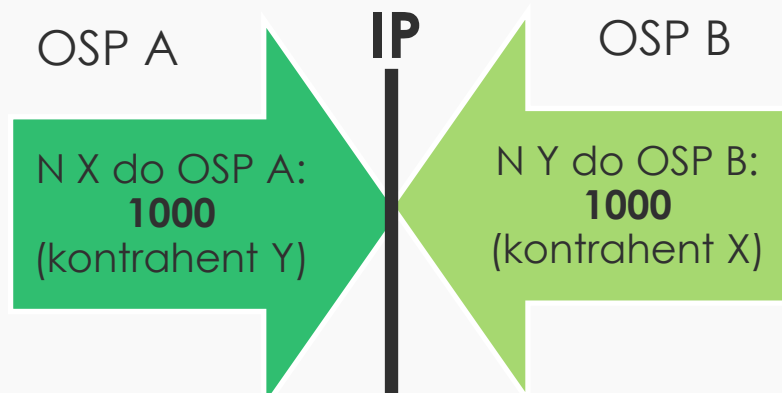 OSP A
IP
OSP B
N X do OSP A:
1000
(kontrahent Y)
N Y do OSP B:
1000
(kontrahent X)